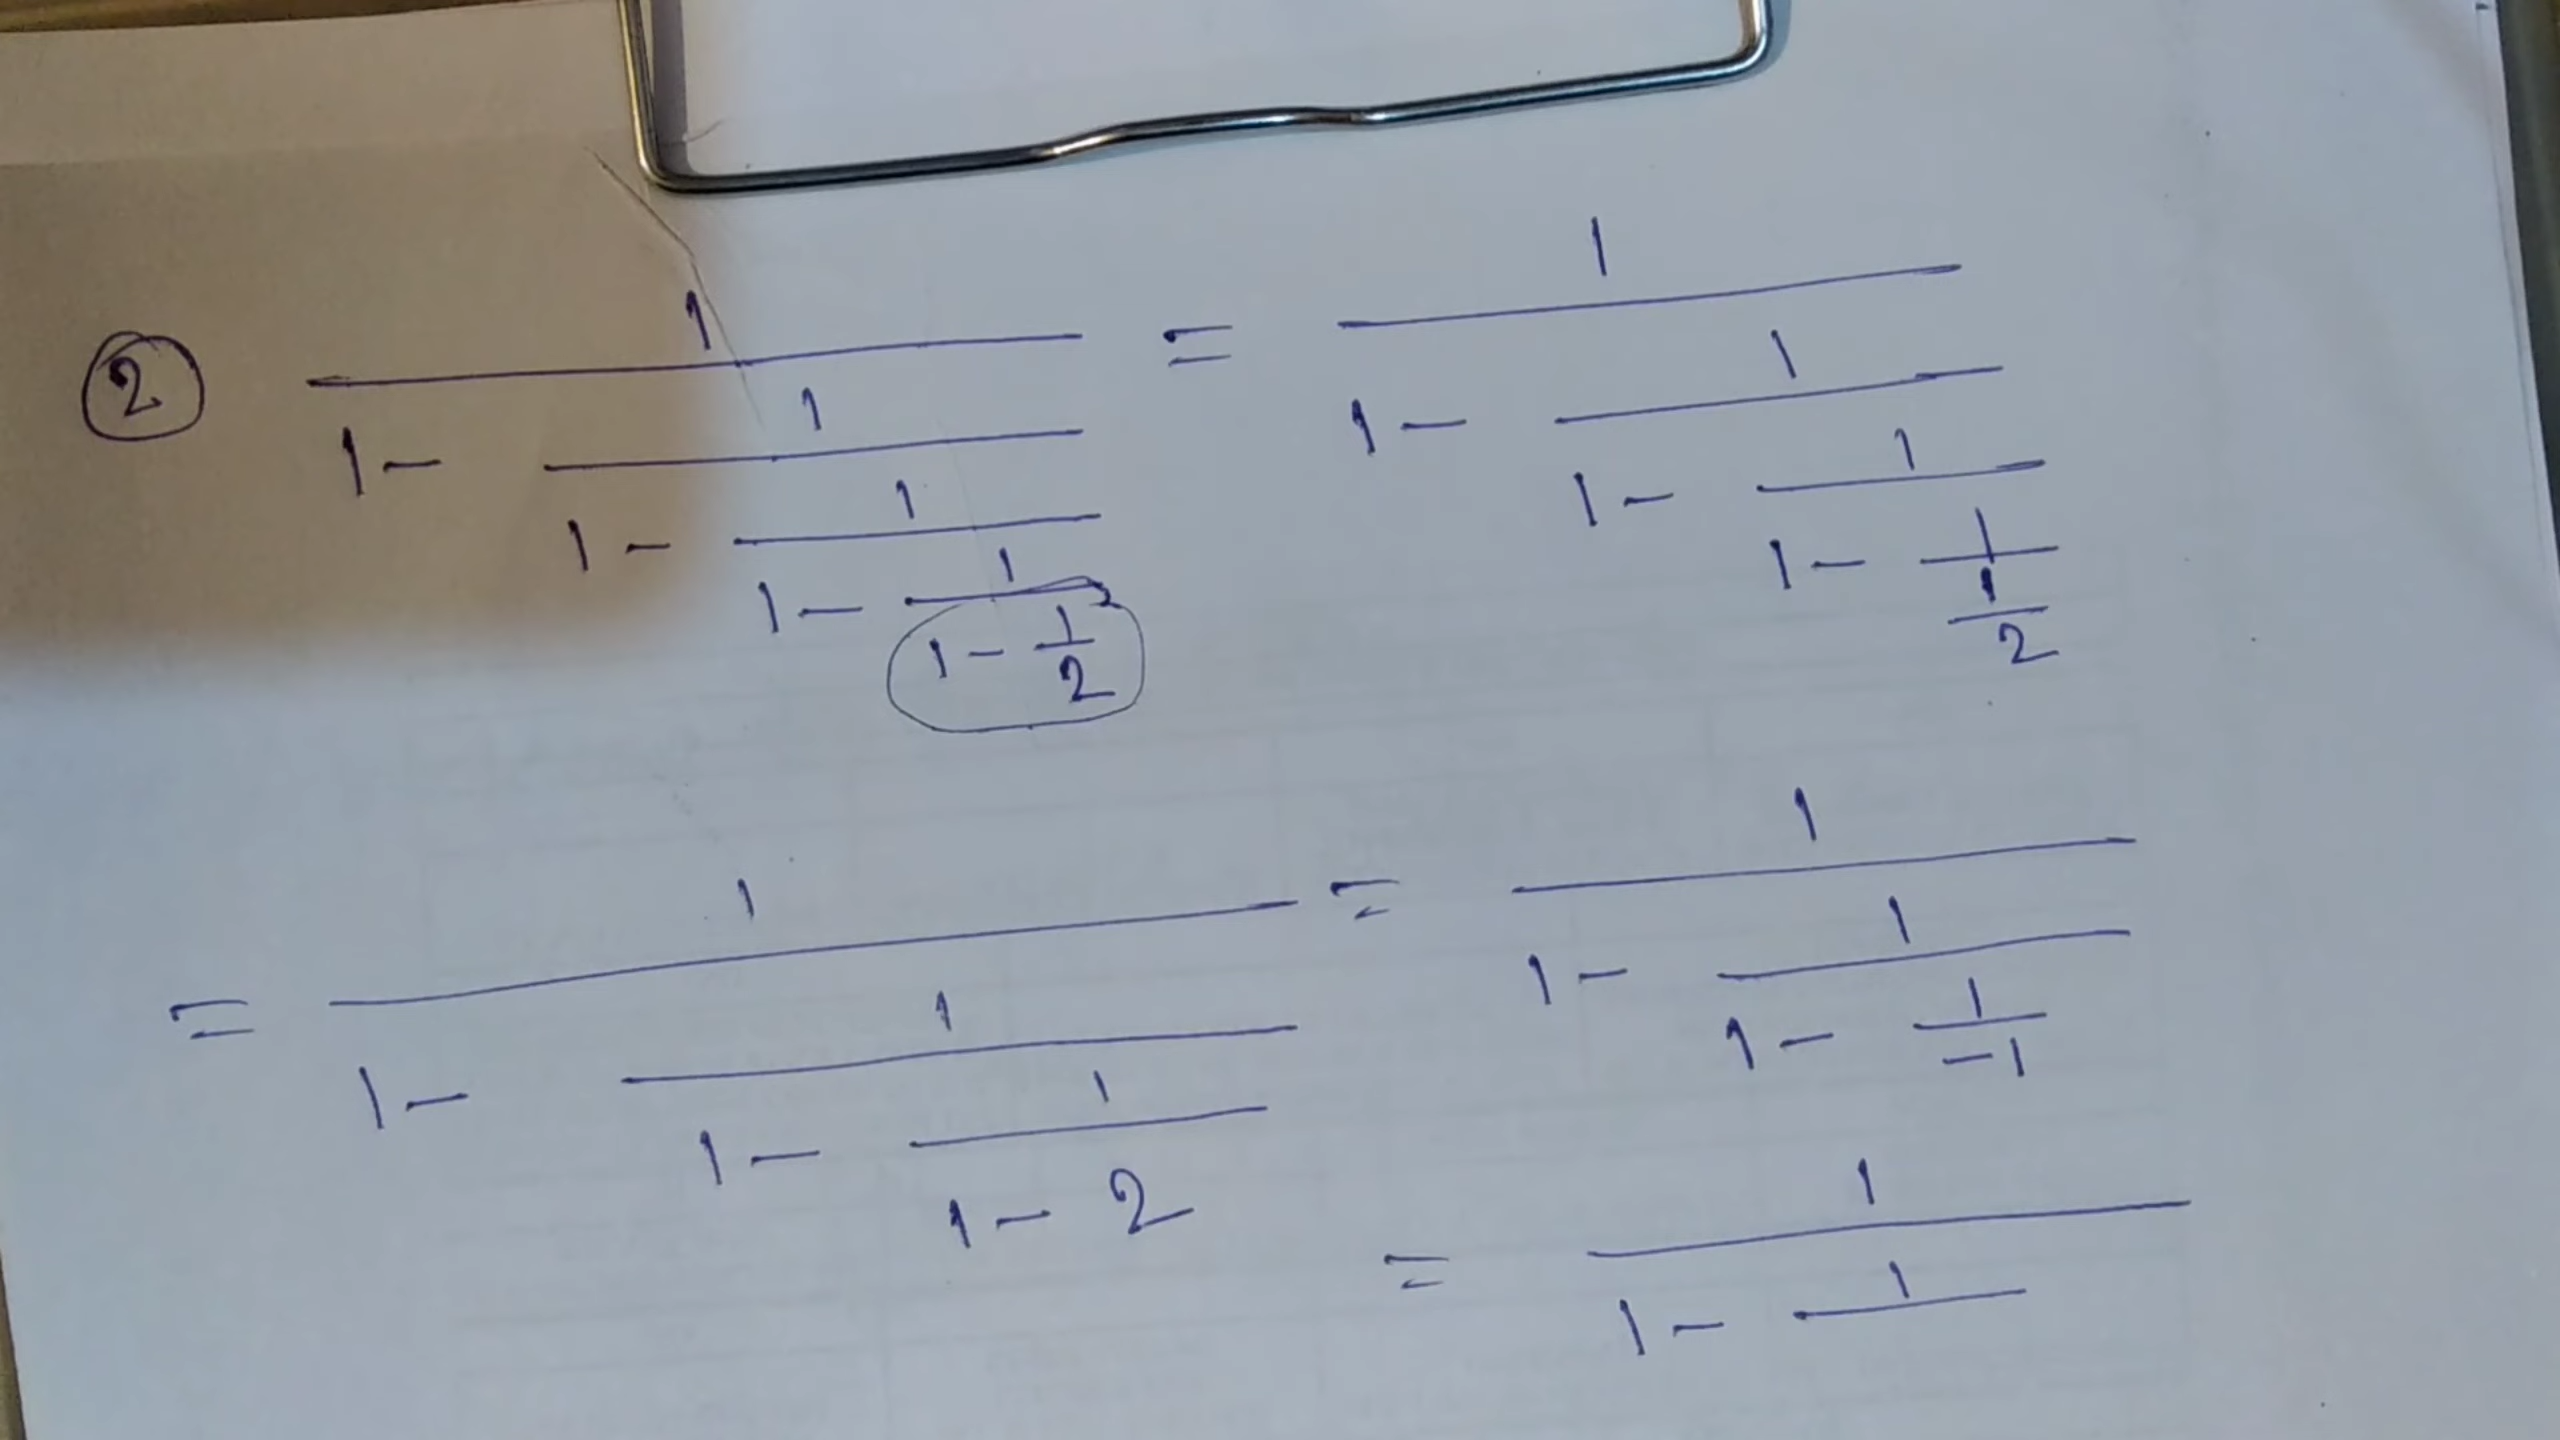 ② 1/(1 - 1/(1 - 1/(1 - 1/(1 - 1/2)))) = 1/(1 - 1/(1 - 1/(1 - 1/(1/2))))
= 1/(1 - 1/(1 - 1/(1 - 2))) = 1/(1 - 1/(1 - 1/-1))
= 1/(1 - 1/